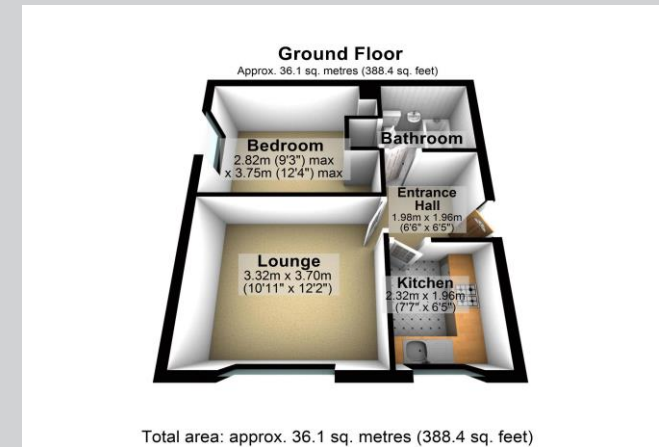 Ground Floor
Approx. 36.1 sq. metres (388.4 sq. feet)
Bedroom
2.82m (9'3") max
x 3.75m (12'4") max
Bathroom
Entrance
Hall
1.98m x 1.96m
(6'6" x 6'5")
Lounge
3.32m x 3.70m
(10'11" x 12'2")
Kitchen
2.32m x 1.96m
(7'7" x 6'5")
Total area: approx. 36.1 sq. metres (388.4 sq. feet)